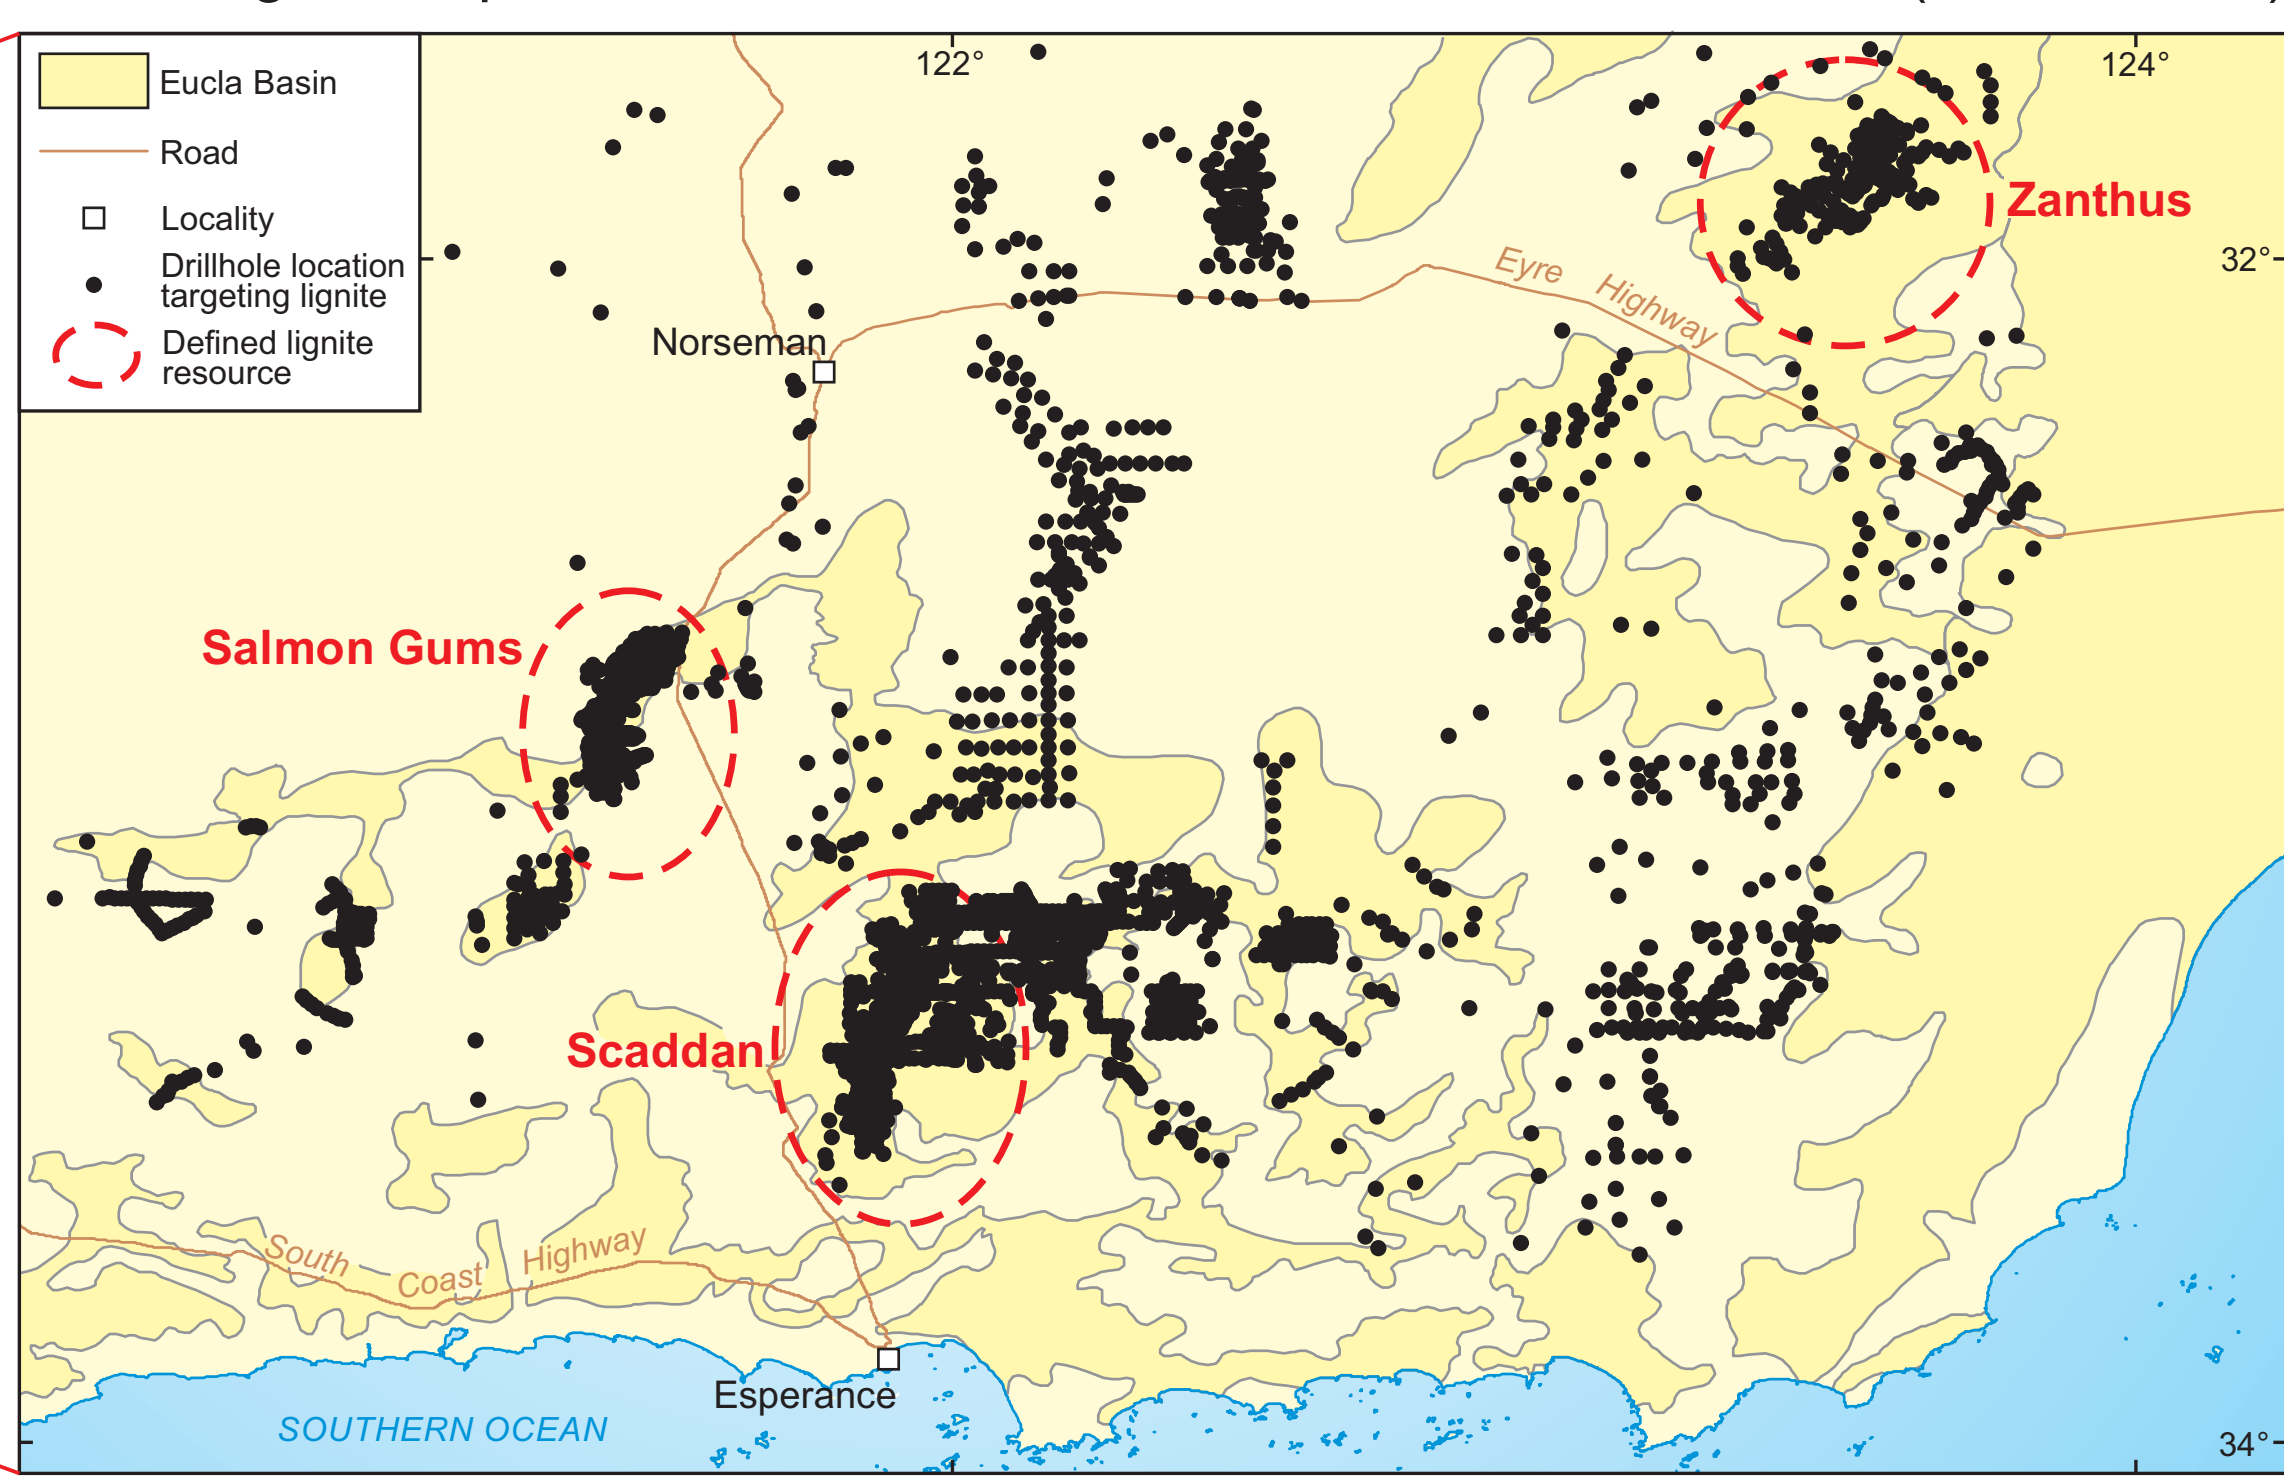 Eucla Basin
Road
Locality
Drillhole location
targeting lignite
Defined lignite
resource
122°
124°
Zanthus
32°
Eyre Highway
Norseman
Salmon Gums
Scaddan
South Coast Highway
Esperance
SOUTHERN OCEAN
34°